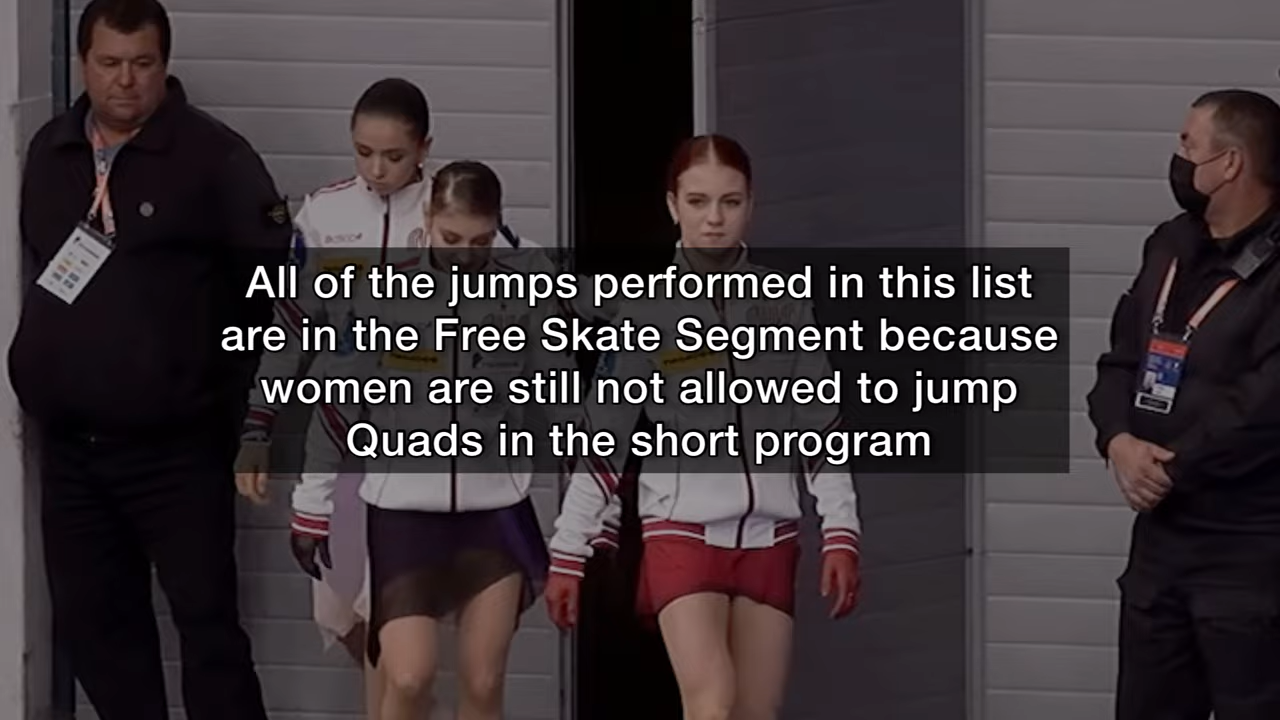 All of the jumps performed in this list
are in the Free Skate Segment because
women are still not allowed to jump
Quads in the short program